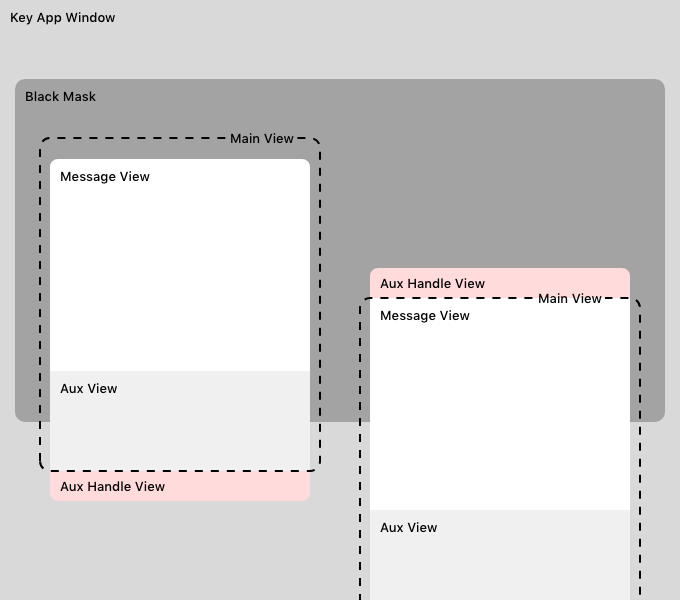 Key App Window
Black Mask
Main View
Message View
Aux View
Aux Handle View
Aux Handle View
Main View
Message View
Aux View